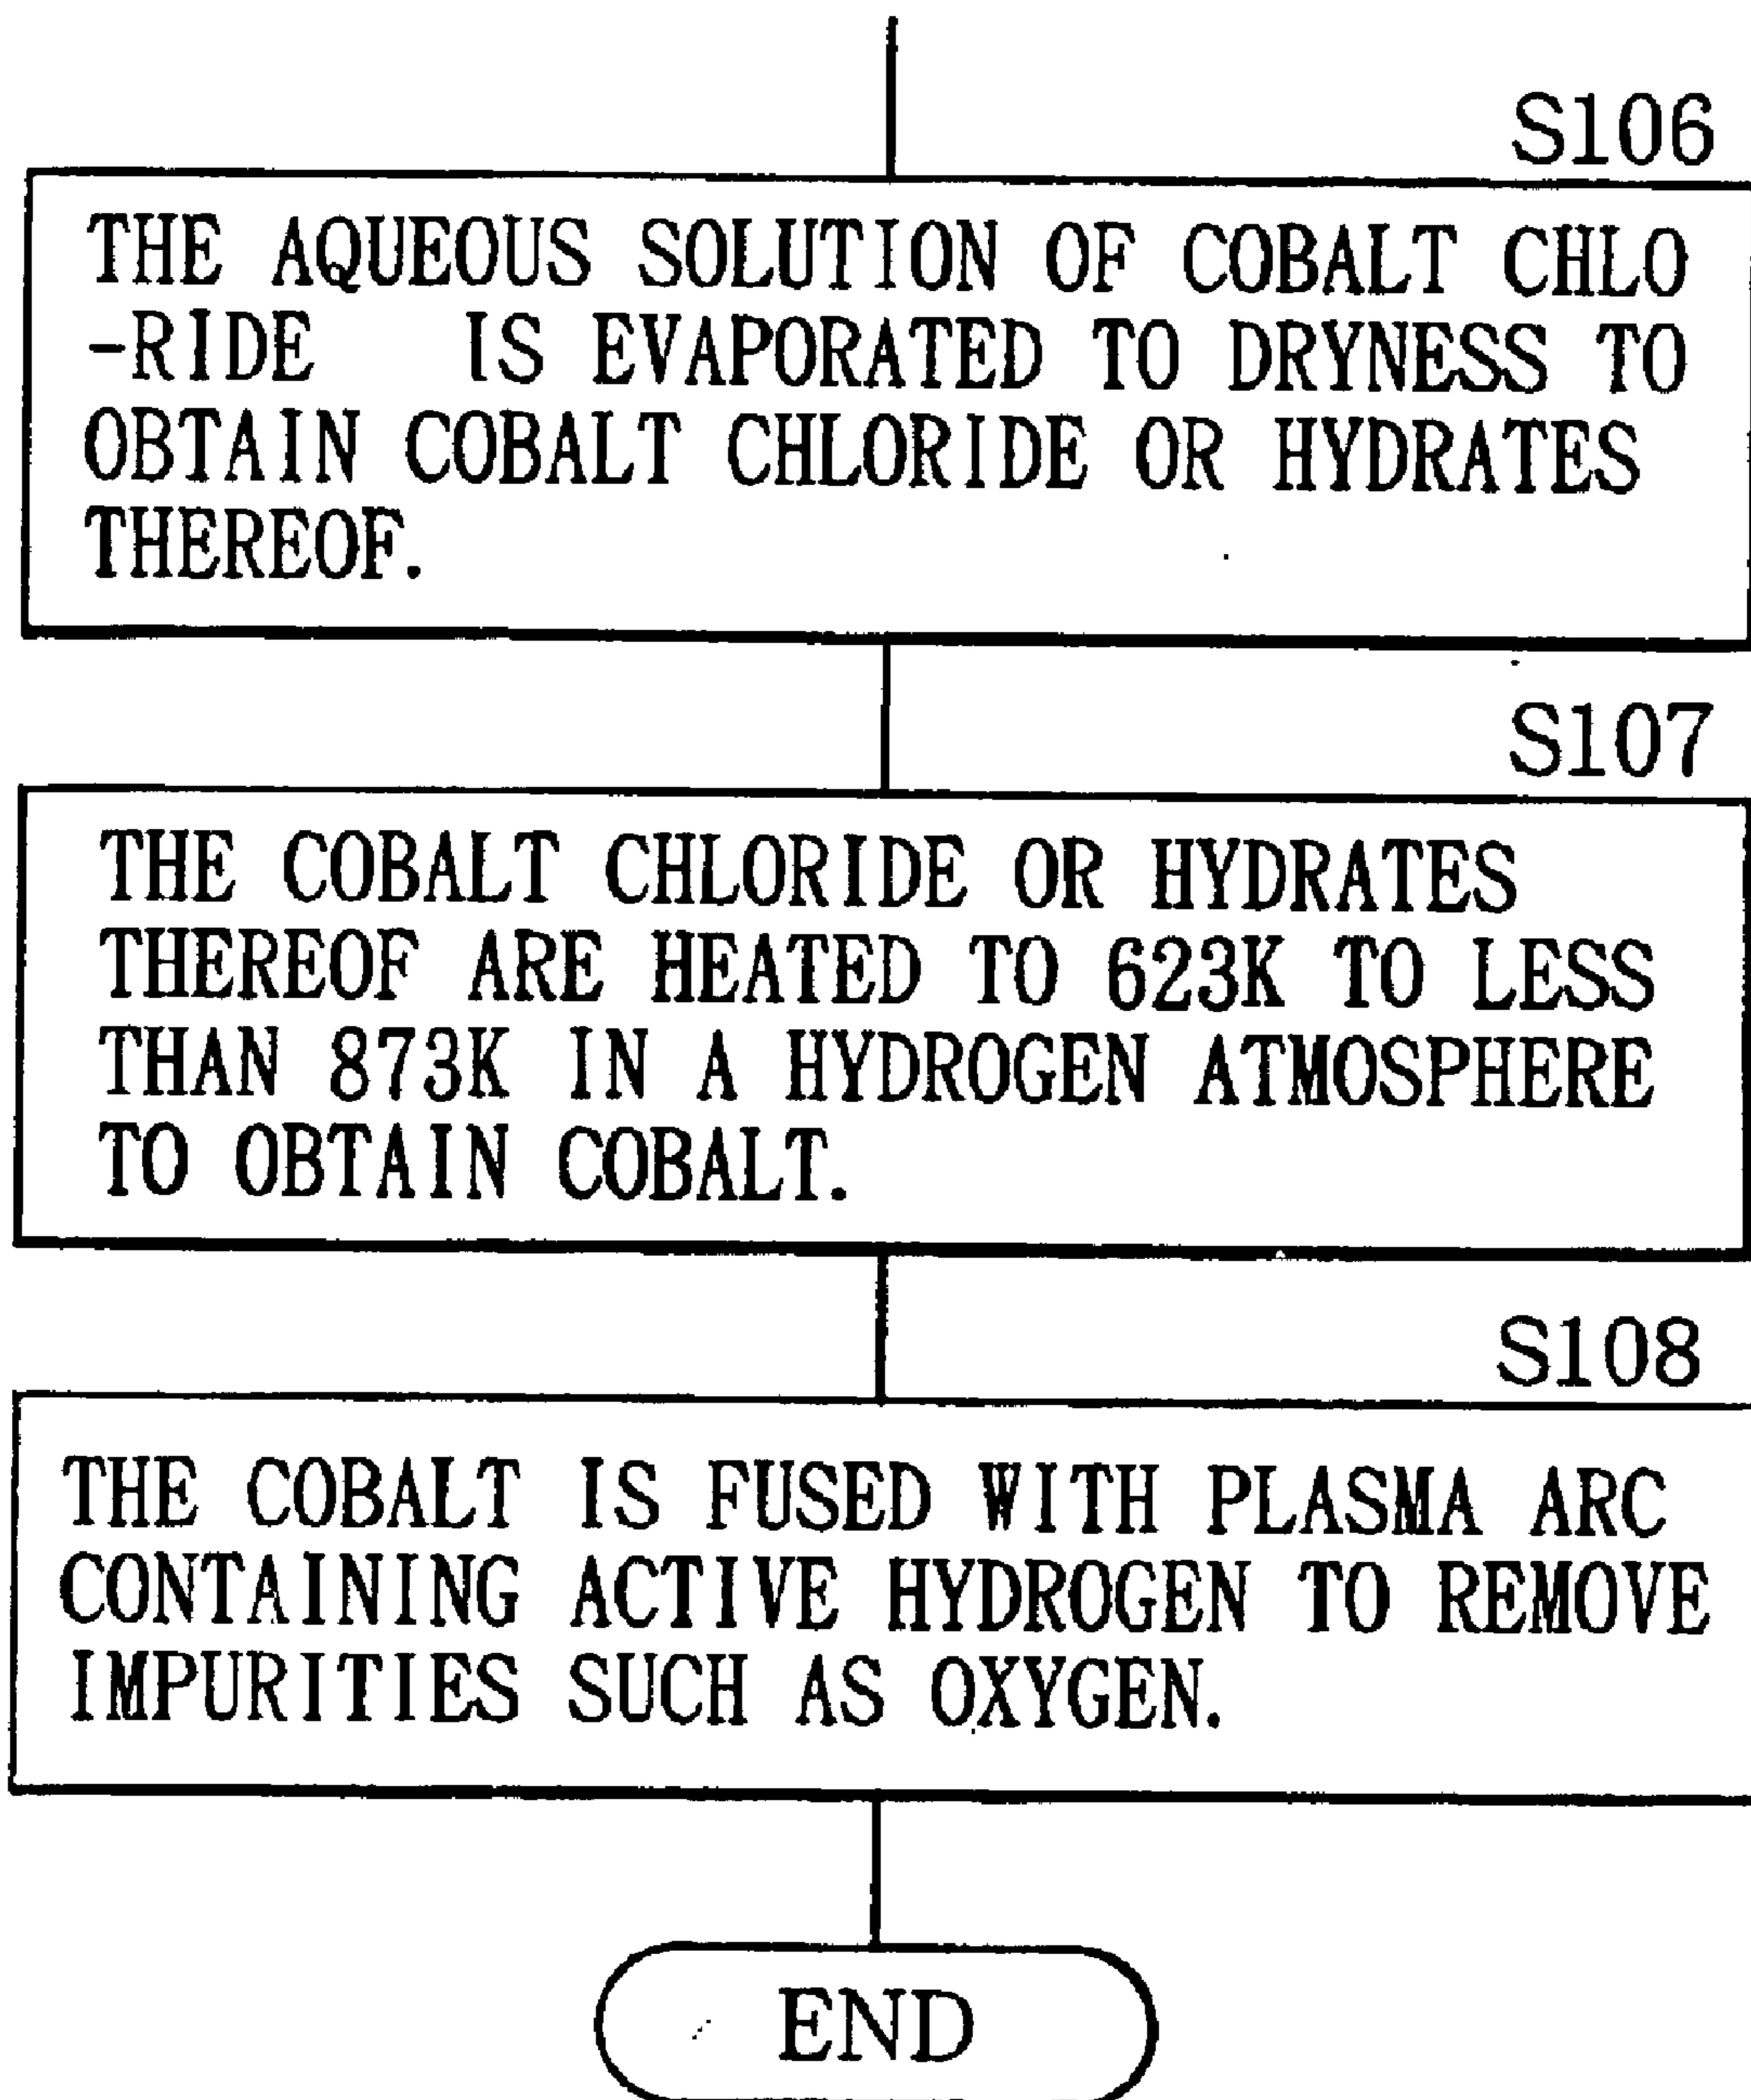 S106
THE AQUEOUS SOLUTION OF COBALT CHLO
-RIDE IS EVAPORATED TO DRYNESS TO
OBTAIN COBALT CHLORIDE OR HYDRATES
THEREOF.
S107
THE COBALT CHLORIDE OR HYDRATES
THEREOF ARE HEATED TO 623K TO LESS
THAN 873K IN A HYDROGEN ATMOSPHERE
TO OBTAIN COBALT.
S108
THE COBALT IS FUSED WITH PLASMA ARC
CONTAINING ACTIVE HYDROGEN TO REMOVE
IMPURITIES SUCH AS OXYGEN.
END